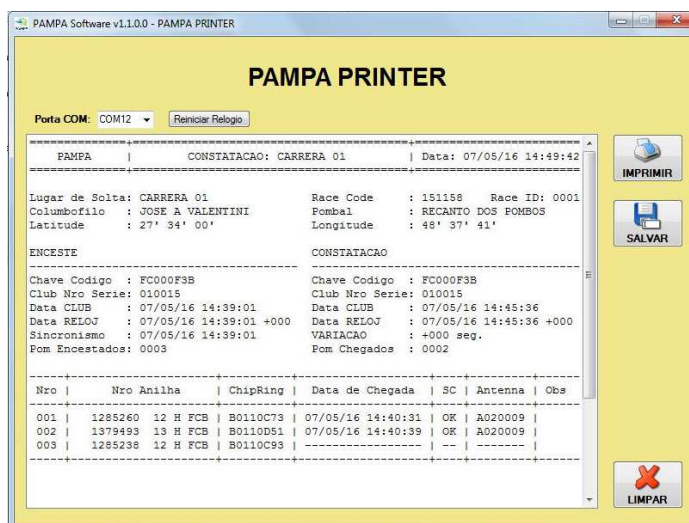 PAMPA Software v1.1.0.0 - PAMPA PRINTER
PAMPA PRINTER
Porta COM: COM12 Reiniciar Relogio
PAMPA | CONSTATACAO: CARRERA 01 | Data: 07/05/16 14:49:42
Lugar de Solta: CARRERA 01 Race Code : 151158 Race ID: 0001
Columbofilo : JOSE A VALENTINI Pombal : RECANTO DOS POMBOS
Latitude : 27' 34' 00' Longitude : 48' 37' 41'
ENCESTE CONSTATACAO
Chave Codigo : FC000F3B Chave Codigo : FC000F3B
Club Nro Serie: 010015 Club Nro Serie: 010015
Data CLUB : 07/05/16 14:39:01 Data CLUB : 07/05/16 14:45:36
Data RELOJ : 07/05/16 14:39:01 +000 Data RELOJ : 07/05/16 14:45:36 +000
Sincronismo : 07/05/16 14:39:01 VARIACAO : +000 seg.
Pom Encestados: 0003 Pom Chegados : 0002
Nro | Nro Anilha | ChipRing | Data de Chegada | SC | Antenna | Obs
001 | 1285260 12 H FCB | B0110C73 | 07/05/16 14:40:31 | OK | A020009 |
002 | 1379493 13 H FCB | B0110D51 | 07/05/16 14:40:39 | OK | A020009 |
003 | 1285238 12 H FCB | B0110C93 | ----------------- | -- | ------- |
IMPRIMIR
SALVAR
LIMPAR